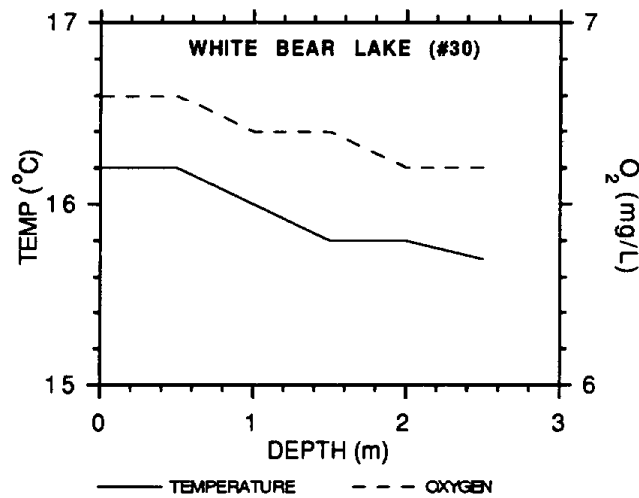 WHITE BEAR LAKE (#30)
17
16
15
TEMP (°C)
7
6
O₂ (mg/L)
0
1
2
3
DEPTH (m)
TEMPERATURE
OXYGEN